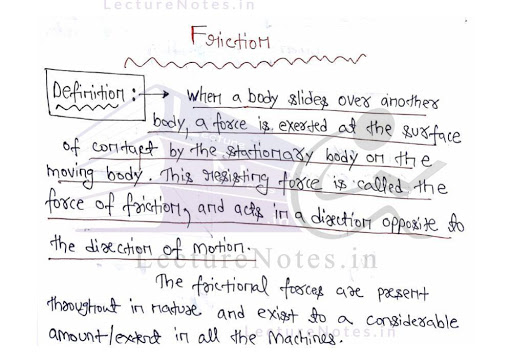 LectureNotes.in
Friction
Definition :→ When a body slides over another
body, a force is exerted at the surface
of contact by the stationary body on the
moving body. This resisting force is called the
force of friction, and acts in a direction opposite to
the direction of motion.
LectureNotes.in
The frictional forces are present
throughout in nature and exist to a considerable
amount/extent in all the machines.
LectureNotes.in